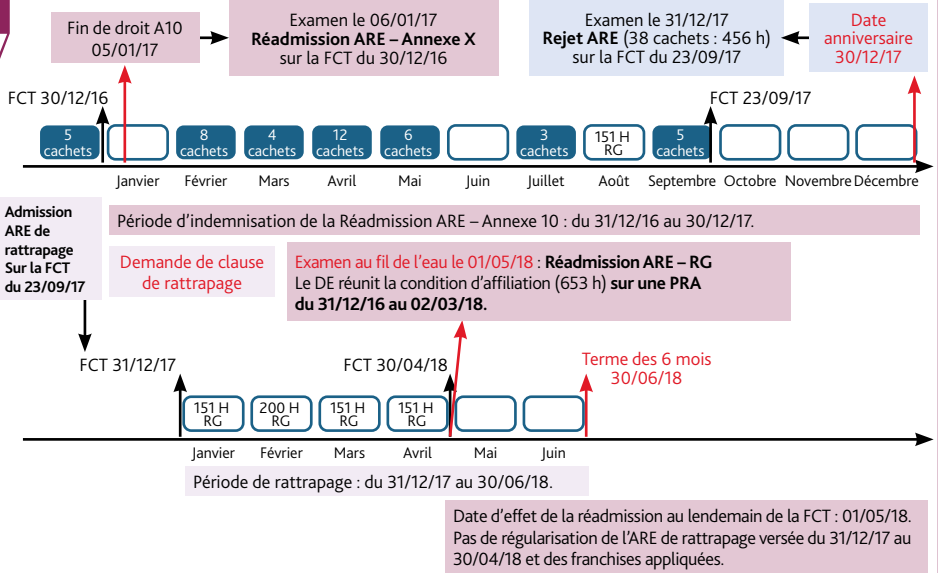 Fin de droit A10
05/01/17
Examen le 06/01/17
Réadmission ARE – Annexe X
sur la FCT du 30/12/16
Examen le 31/12/17
Rejet ARE (38 cachets : 456 h)
sur la FCT du 23/09/17
Date
anniversaire
30/12/17
FCT 30/12/16
FCT 23/09/17
5
cachets
8
cachets
4
cachets
12
cachets
6
cachets
3
cachets
151 H
RG
5
cachets
Janvier Février Mars Avril Mai Juin Juillet Août Septembre Octobre Novembre Décembre
Admission
ARE de
rattrapage
Sur la FCT
du 23/09/17
Période d'indemnisation de la Réadmission ARE – Annexe 10 : du 31/12/16 au 30/12/17.
Demande de clause
de rattrapage
Examen au fil de l'eau le 01/05/18 : Réadmission ARE – RG
Le DE réunit la condition d'affiliation (653 h) sur une PRA
du 31/12/16 au 02/03/18.
FCT 31/12/17
FCT 30/04/18
Terme des 6 mois
30/06/18
151 H
RG
200 H
RG
151 H
RG
151 H
RG
Janvier Février Mars Avril Mai Juin
Période de rattrapage : du 31/12/17 au 30/06/18.
Date d'effet de la réadmission au lendemain de la FCT : 01/05/18.
Pas de régularisation de l'ARE de rattrapage versée du 31/12/17 au
30/04/18 et des franchises appliquées.